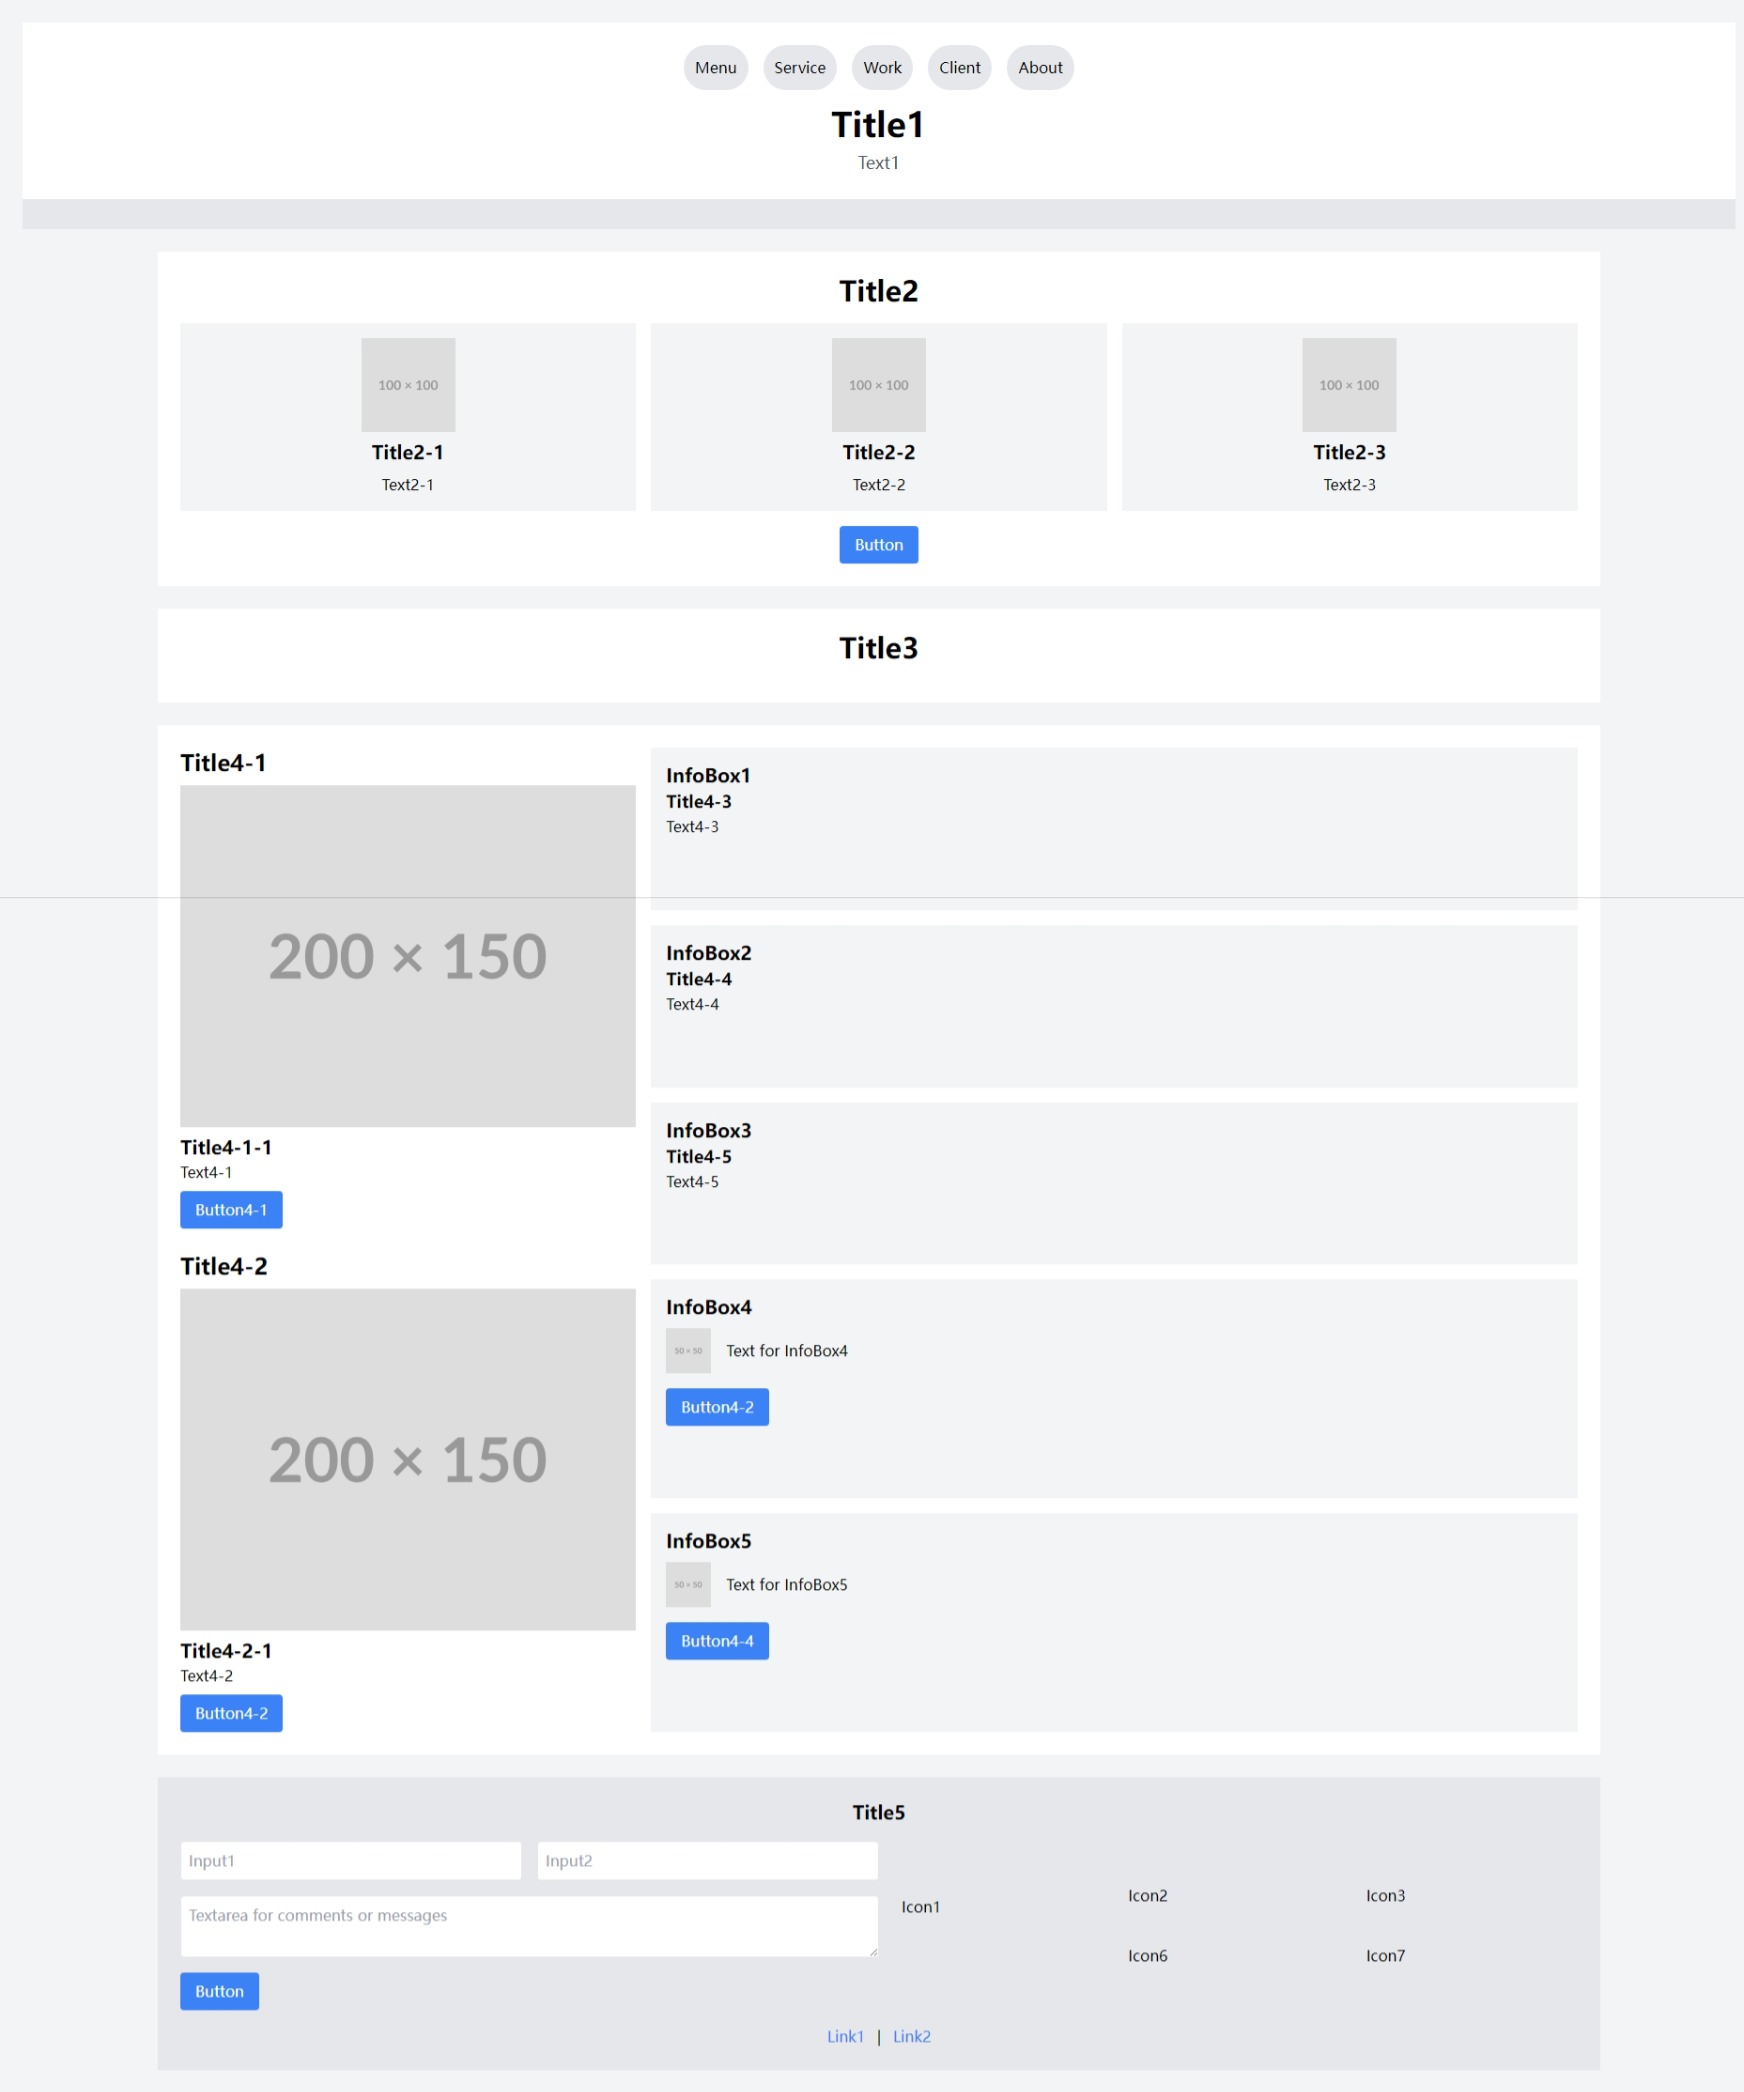 Menu Service Work Client About
Title1
Text1
Title2
100 × 100 100 × 100 100 × 100
Title2-1 Title2-2 Title2-3
Text2-1 Text2-2 Text2-3
Button
Title3
Title4-1
200 × 150
Title4-1-1
Text4-1
Button4-1
Title4-2
200 × 150
Title4-2-1
Text4-2
Button4-2
InfoBox1
Title4-3
Text4-3
InfoBox2
Title4-4
Text4-4
InfoBox3
Title4-5
Text4-5
InfoBox4
50 × 50 Text for InfoBox4
Button4-2
InfoBox5
50 × 50 Text for InfoBox5
Button4-4
Title5
Input1 Input2
Textarea for comments or messages
Button
Icon1
Icon2 Icon3
Icon6 Icon7
Link1 | Link2